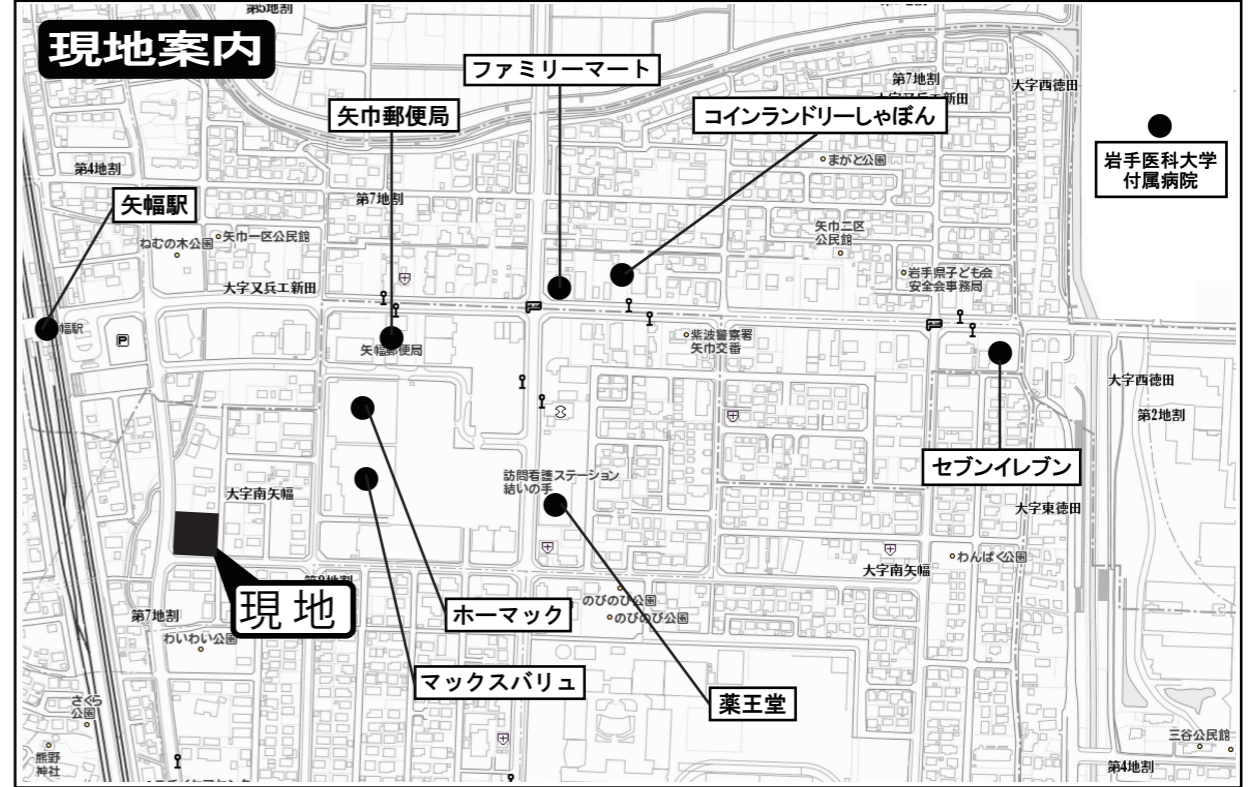 第5地割
現地案内
ファミリーマート
第7地割
大字又兵エ新田
大字西徳田
矢巾郵便局
コインランドリーしゃぼん
まがと公園
岩手医科大学
付属病院
第4地割
第7地割
矢幅駅
ねむの木公園
矢巾一区公民館
矢巾二区
公民館
岩手県子ども会
安全会事務局
大字又兵エ新田
幅駅
P
矢幅郵便局
紫波警察署
矢巾交番
大字西徳田
第2地割
セブンイレブン
訪問看護ステーション
結いの手
大字南矢幅
大字東徳田
わんぱく公園
大字南矢幅
現地
ホーマック
のびのび公園
のびのび公園
第7地割
わいわい公園
マックスバリュ
薬王堂
さくら
公園
熊野
神社
三谷公民館
第4地割